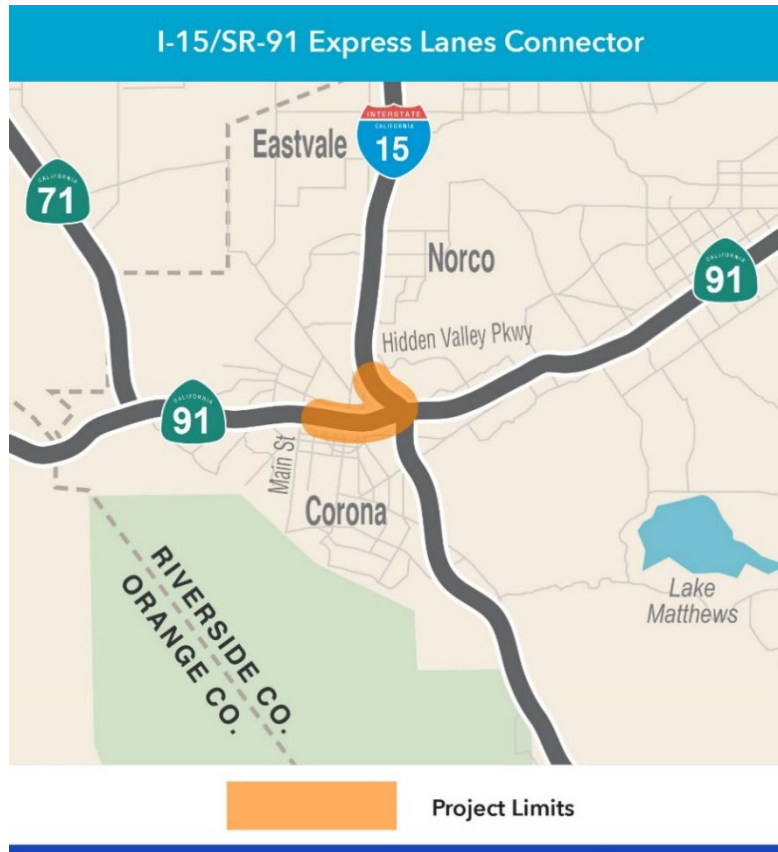 I-15/SR-91 Express Lanes Connector
INTERSTATE
CALIFORNIA
15
Eastvale
CALIFORNIA
71
Norco
CALIFORNIA
91
Hidden Valley Pkwy
CALIFORNIA
91
Main St
Corona
RIVERSIDE CO.
ORANGE CO.
Lake
Matthews
Project Limits